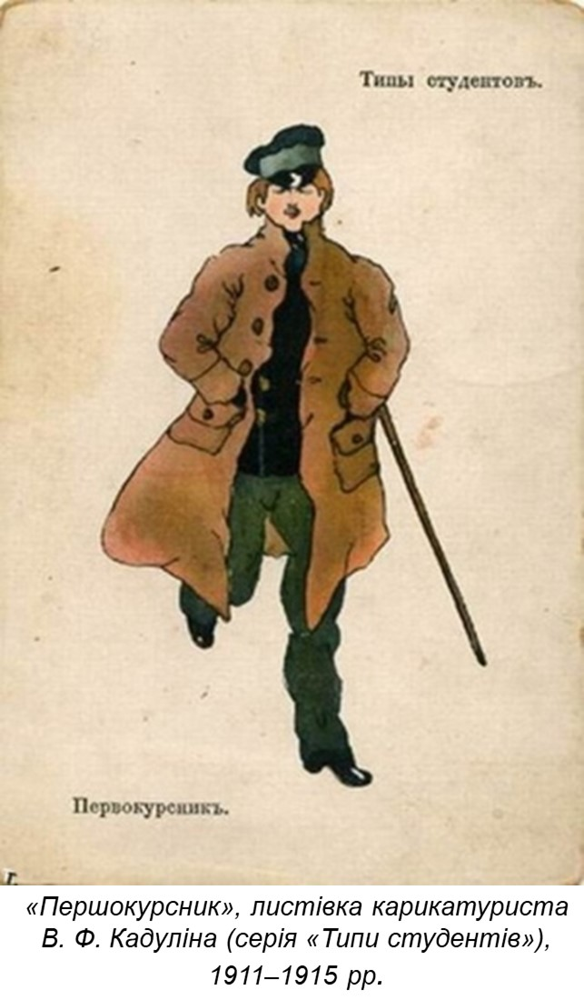 Типы студентовъ.
Первокурсникъ.
«Першокурсник», листівка карикатуриста
В. Ф. Кадуліна (серія «Типи студентів»),
1911–1915 рр.